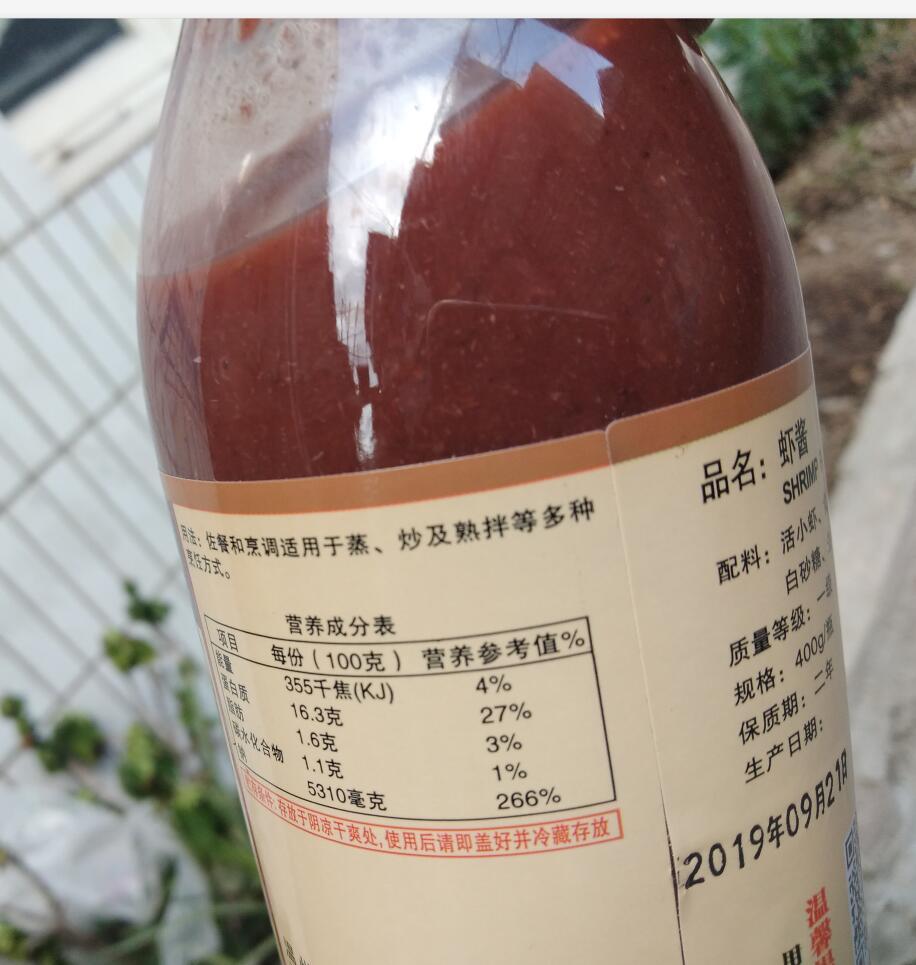 用法：佐餐和烹调适用于蒸、炒及熟拌等多种
烹饪方式。
营养成分表
项目 每份（100克） 营养参考值%
能量 355千焦(KJ) 4%
蛋白质 16.3克 27%
脂肪 1.6克 3%
碳水化合物 1.1克 1%
钠 5310毫克 266%
存放于阴凉干爽处,使用后请即盖好并冷藏存放
品名：虾酱
SHRIMP
配料：活小虾、
白砂糖、
质量等级：一级
规格：400g/瓶
保质期：二年
生产日期：
2019年09月21日
温馨